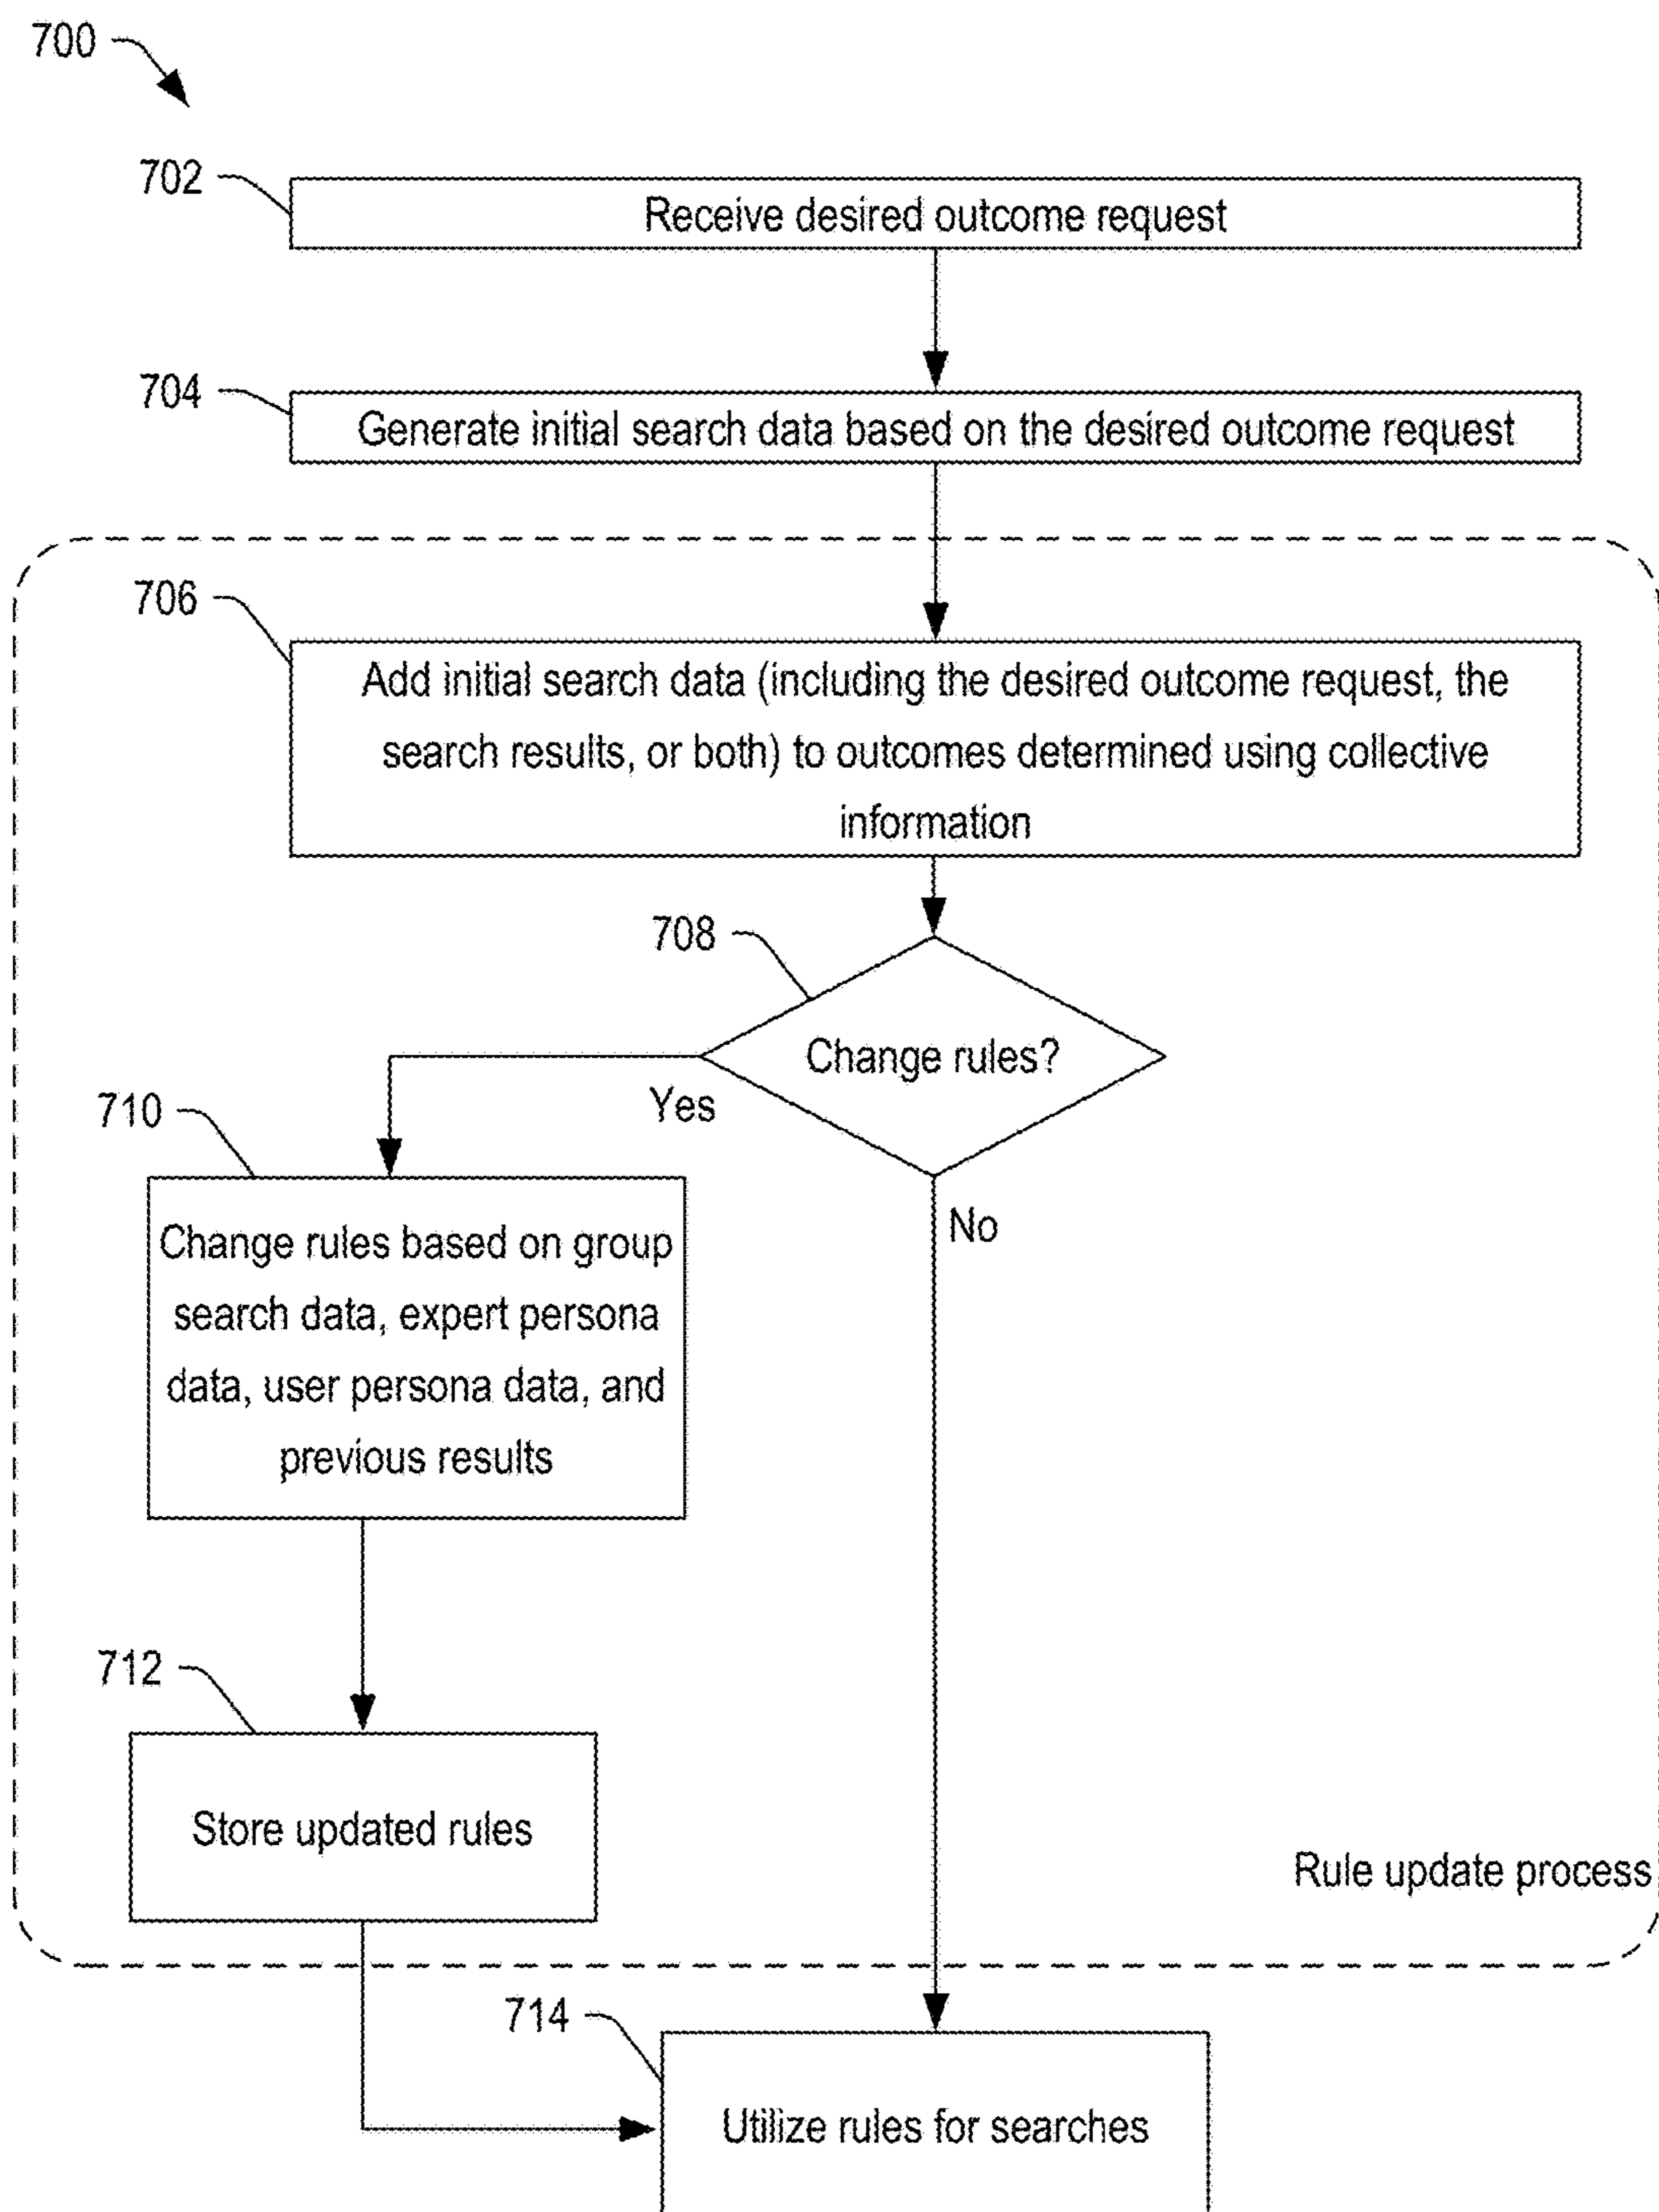 700
702
Receive desired outcome request
704
Generate initial search data based on the desired outcome request
706
Add initial search data (including the desired outcome request, the
search results, or both) to outcomes determined using collective
information
708
Change rules?
Yes
710
No
Change rules based on group
search data, expert persona
data, user persona data, and
previous results
712
Store updated rules
Rule update process
714
Utilize rules for searches